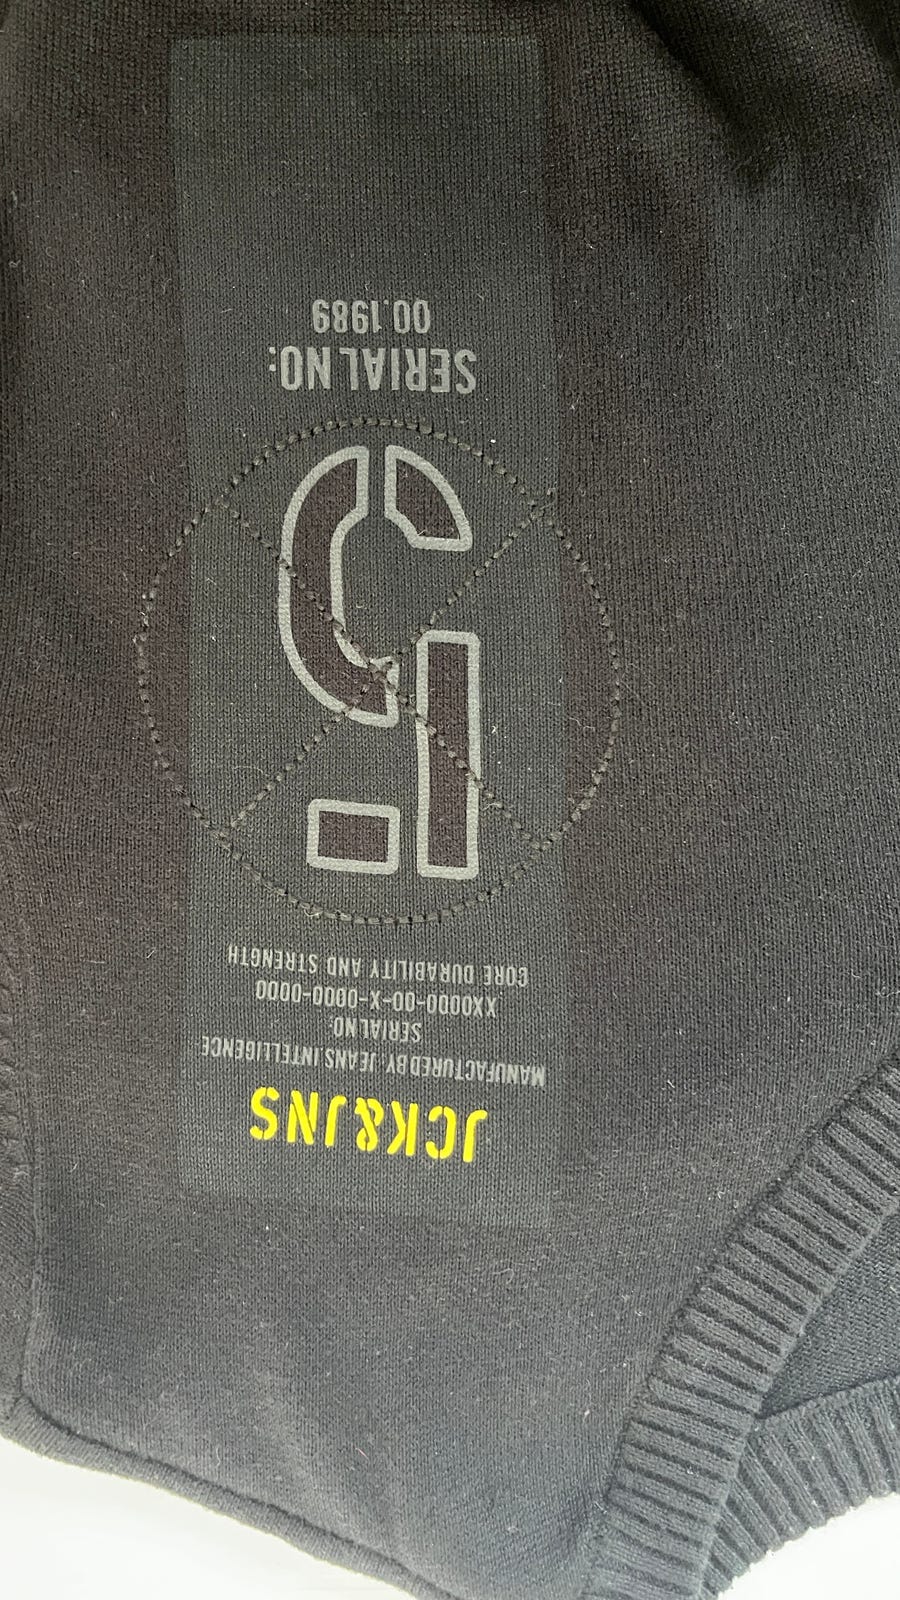 JCK&JNS
MANUFACTURED BY JEANS INTELLIGENCE
SERIAL NO:
XX0000-00-X-0000-0000
CORE DURABILITY AND STRENGTH
5
SERIAL NO:
00.1989